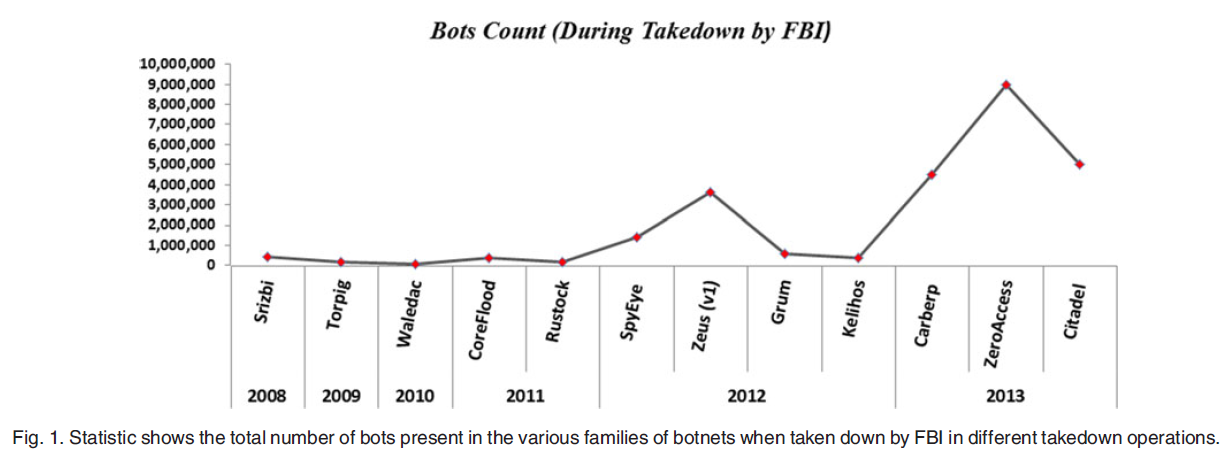 Bots Count (During Takedown by FBI)
10,000,000
9,000,000
8,000,000
7,000,000
6,000,000
5,000,000
4,000,000
3,000,000
2,000,000
1,000,000
0
Srizbi
Torpig
Waledac
CoreFlood
Rustock
SpyEye
Zeus (v1)
Grum
Kelihos
Carberp
ZeroAccess
Citadel
2008 2009 2010 2011 2012 2013
Fig. 1. Statistic shows the total number of bots present in the various families of botnets when taken down by FBI in different takedown operations.